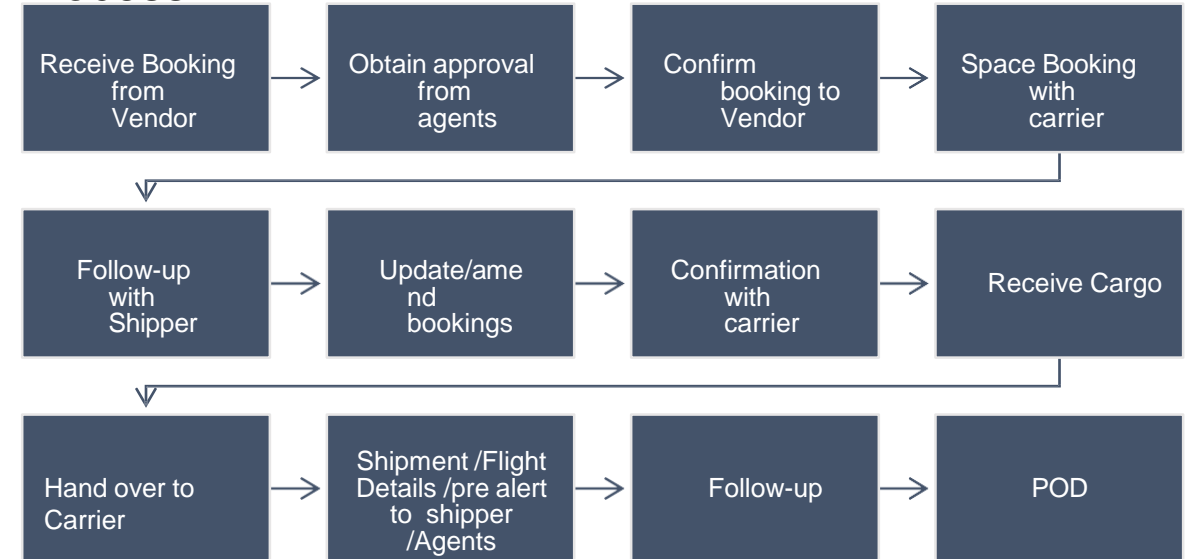 Receive Booking
from
Vendor
Obtain approval
from
agents
Confirm
booking to
Vendor
Space Booking
with
carrier
Follow-up
with
Shipper
Update/ame
nd
bookings
Confirmation
with
carrier
Receive Cargo
Hand over to
Carrier
Shipment /Flight
Details /pre alert
to shipper
/Agents
Follow-up
POD